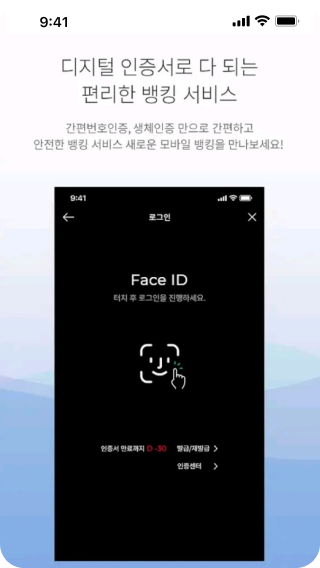 9:41
디지털 인증서로 다 되는
편리한 뱅킹 서비스
간편번호인증, 생체인증 만으로 간편하고
안전한 뱅킹 서비스 새로운 모바일 뱅킹을 만나보세요!
9:41
로그인
Face ID
터치 후 로그인을 진행하세요.
인증서 만료까지 D -30 발급/재발급
인증센터